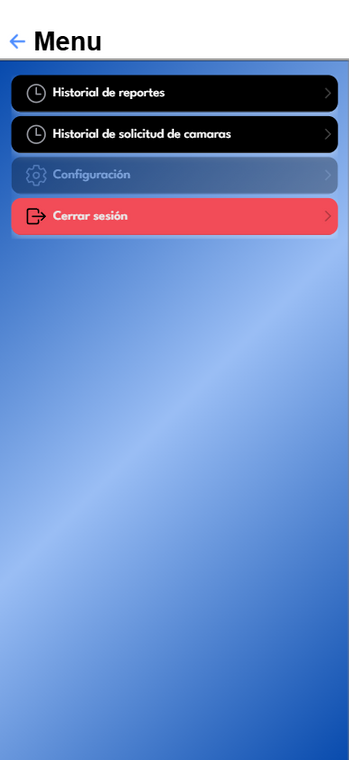 Menu
Historial de reportes
Historial de solicitud de camaras
Configuración
Cerrar sesión